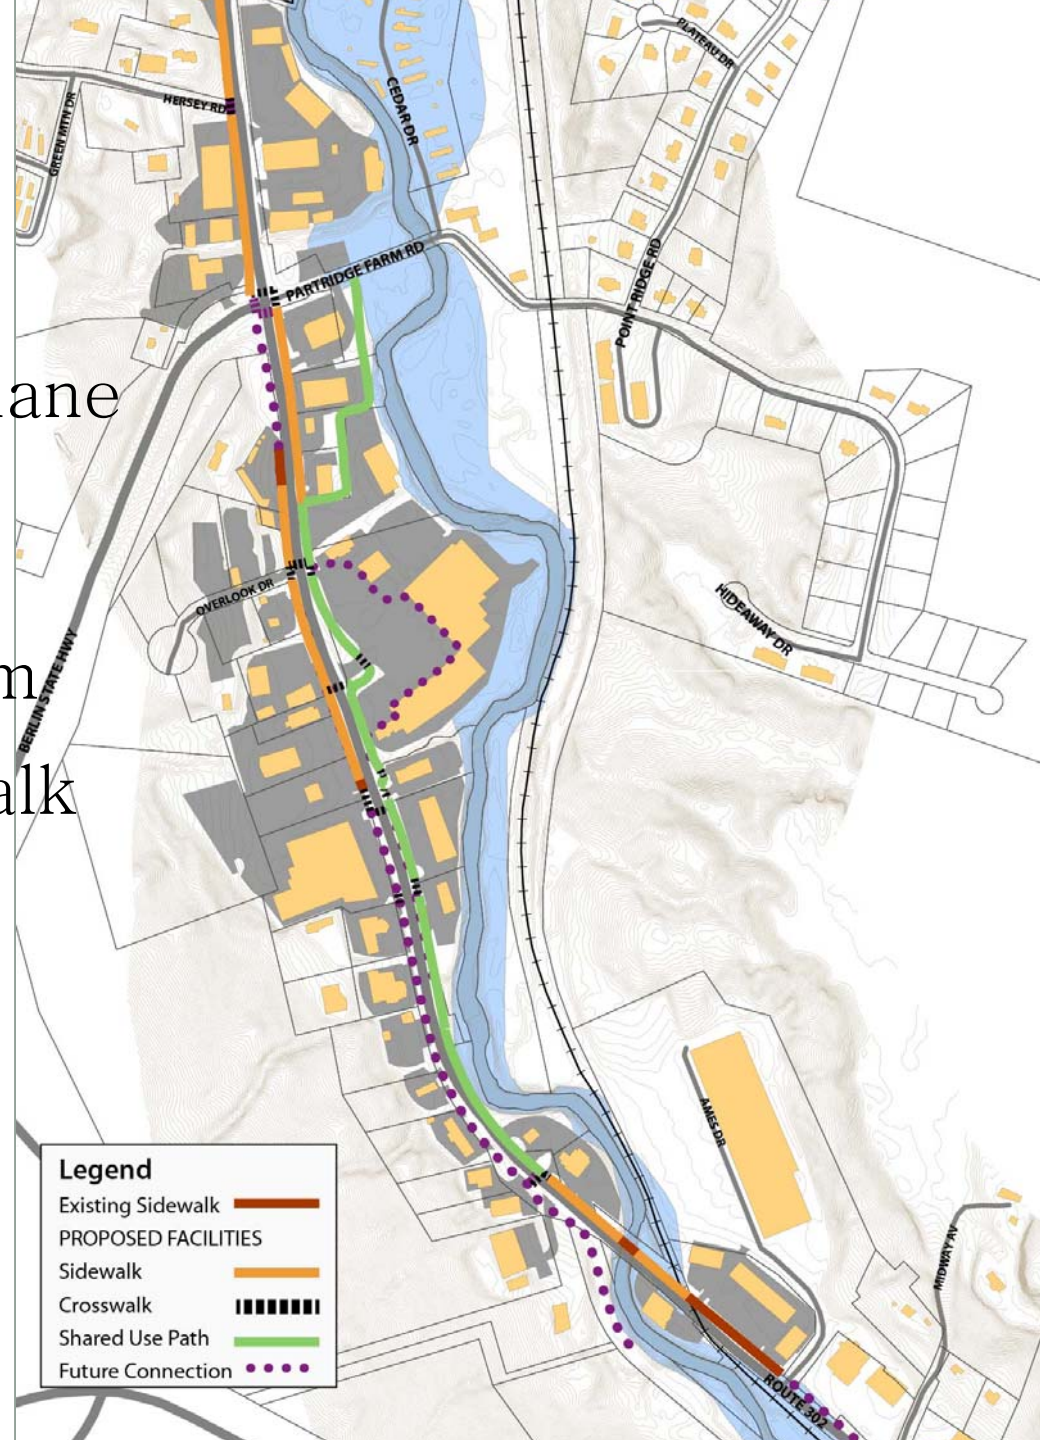 PLATEAU DR
CEDAR DR
HERSEY RD
GREEN MTN DR
PARTRIDGE FARM RD
POINT RIDGE RD
lane
OVERLOOK DR
HIDEAWAY DR
BERLIN STATE HWY
m
alk
AMES DR
MIDWAY AV
ROUTE 302
Legend
Existing Sidewalk
PROPOSED FACILITIES
Sidewalk
Crosswalk
Shared Use Path
Future Connection